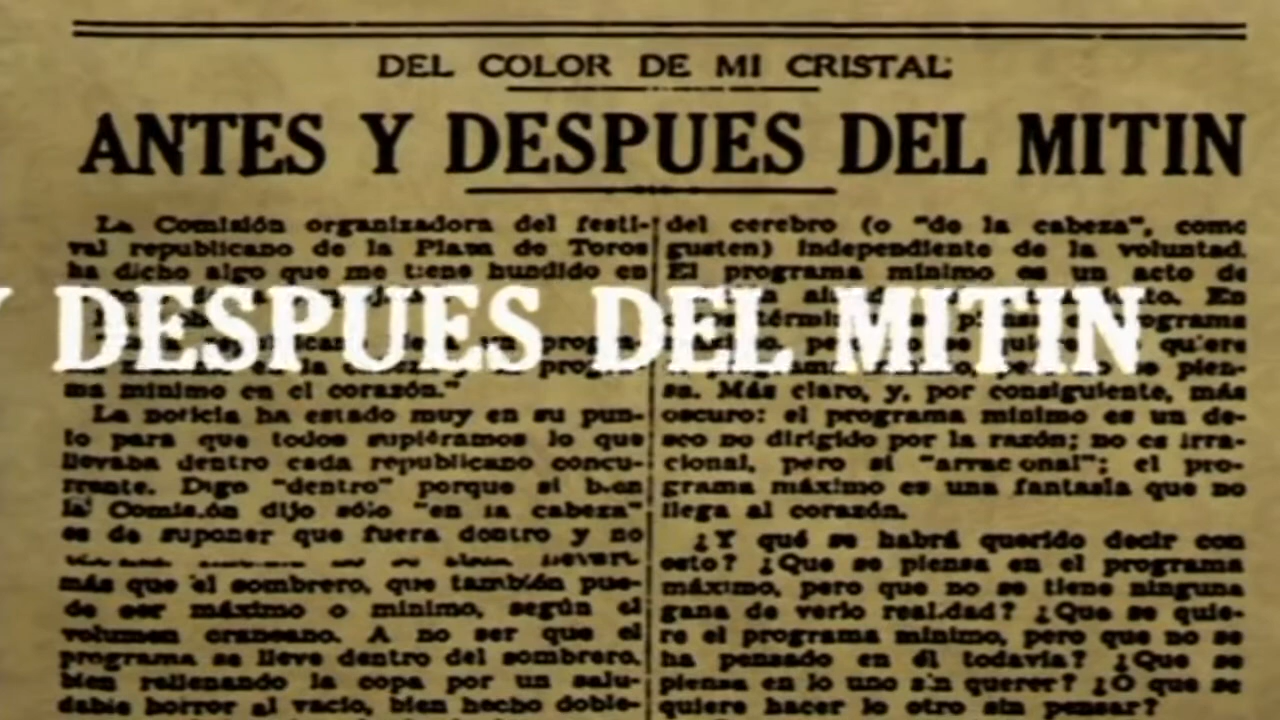 DEL COLOR DE MI CRISTAL
ANTES Y DESPUES DEL MITIN
La Comisión organizadora del festi-
val republicano de la Plaza de Toros
ha dicho algo que me tiene hundido en
ma mínimo en el corazón."
La noticia ha estado muy en su pun-
to para que todos supiéramos lo que
llevaba dentro cada republicano concu-
rrente. Digo "dentro" porque si bien
la Comisión dijo sólo "en la cabeza"
es de suponer que fuera dentro y no
más que el sombrero, que también pue-
de ser máximo o mínimo, según el
volumen craneano. A no ser que el
programa se lleve dentro del sombrero,
bien rellenando la copa por un salu-
dable horror al vacío, bien hecho doble-
del cerebro (o "de la cabeza", como
gusten) independiente de la voluntad.
El programa mínimo es un acto de
En
programa
quiere
pien-
sa. Más claro, y, por consiguiente, más
oscuro: el programa mínimo es un de-
seo no dirigido por la razón; no es irra-
cional, pero sí "arracional"; el pro-
grama máximo es una fantasía que no
llega al corazón.
¿Y qué se habrá querido decir con
esto? ¿Que se piensa en el programa
máximo, pero que no se tiene ninguna
gana de verlo realidad? ¿Que se quie-
re el programa mínimo, pero que no se
ha pensado en él todavía? ¿Que se
piensa en lo uno sin querer? ¿O que se
quiere hacer lo otro sin pensar?
Y DESPUES DEL MITIN